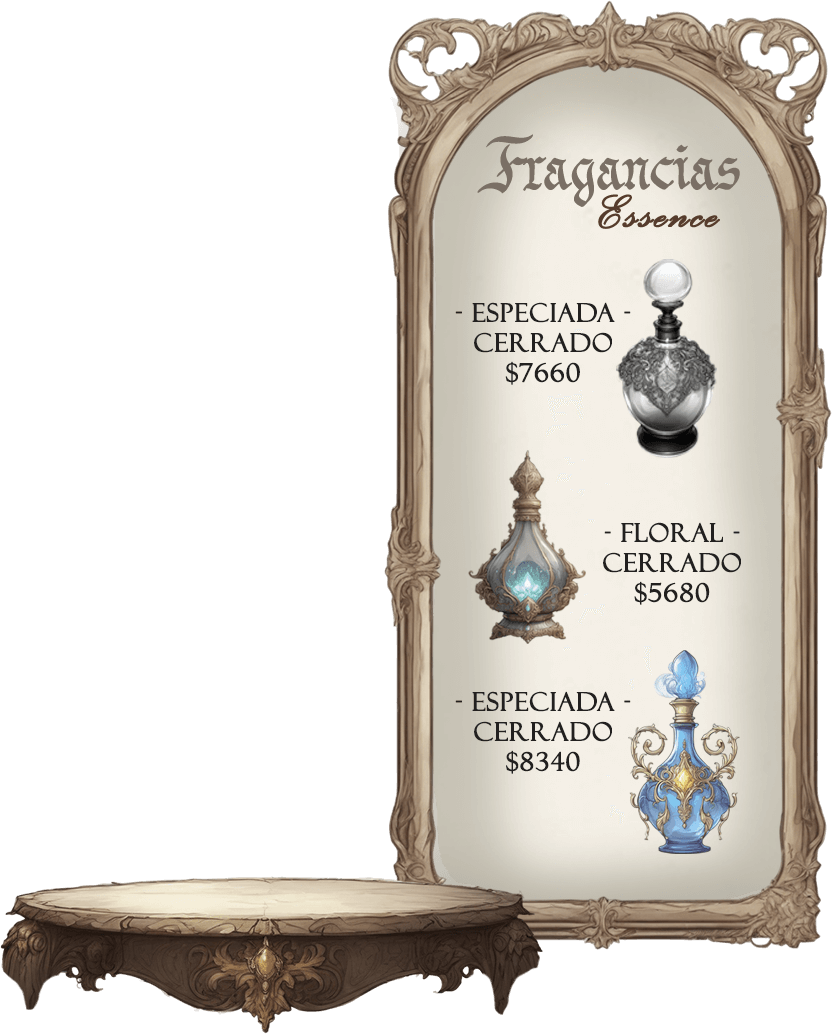 Fragancias
Essence
- ESPECIADA -
CERRADO
$7660
- FLORAL -
CERRADO
$5680
- ESPECIADA -
CERRADO
$8340